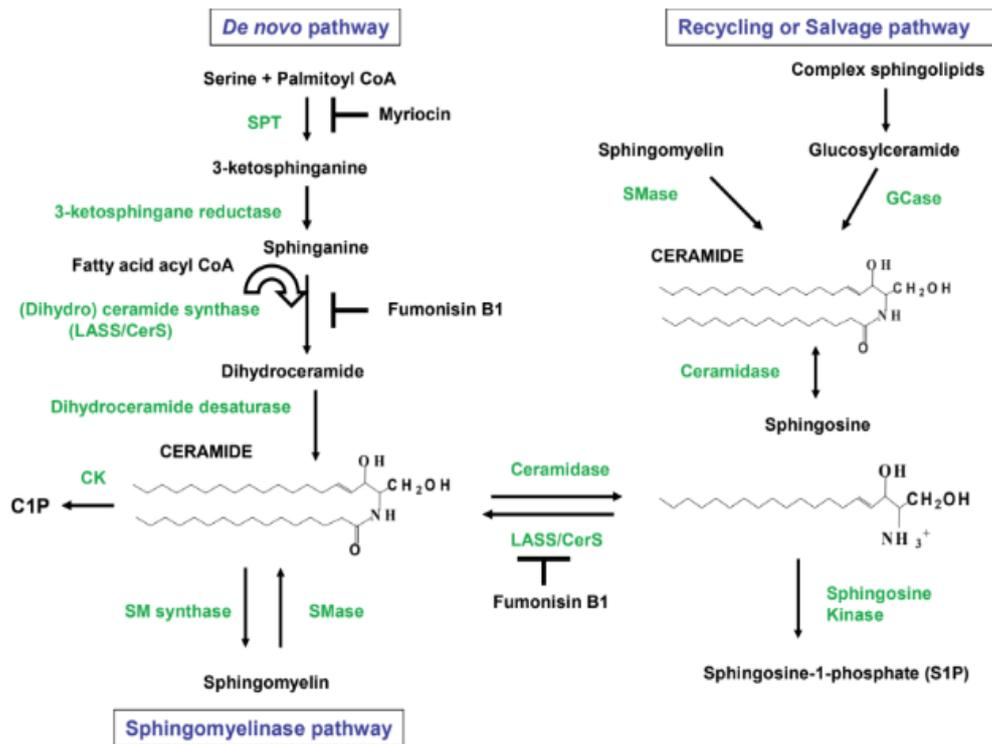 De novo pathway
Serine + Palmitoyl CoA
SPT
Myriocin
3-ketosphinganine
3-ketosphingane reductase
Sphinganine
Fatty acid acyl CoA
(Dihydro) ceramide synthase
(LASS/CerS)
Fumonisin B1
Dihydroceramide
Dihydroceramide desaturase
CERAMIDE
OH
CH2OH
NH
O
CK
C1P
SM synthase
SMase
Sphingomyelin
Sphingomyelinase pathway
Ceramidase
LASS/CerS
Fumonisin B1
Recycling or Salvage pathway
Complex sphingolipids
Sphingomyelin
Glucosylceramide
SMase
GCase
CERAMIDE
OH
CH2OH
NH
O
Ceramidase
Sphingosine
OH
CH2OH
NH3+
Sphingosine
Kinase
Sphingosine-1-phosphate (S1P)